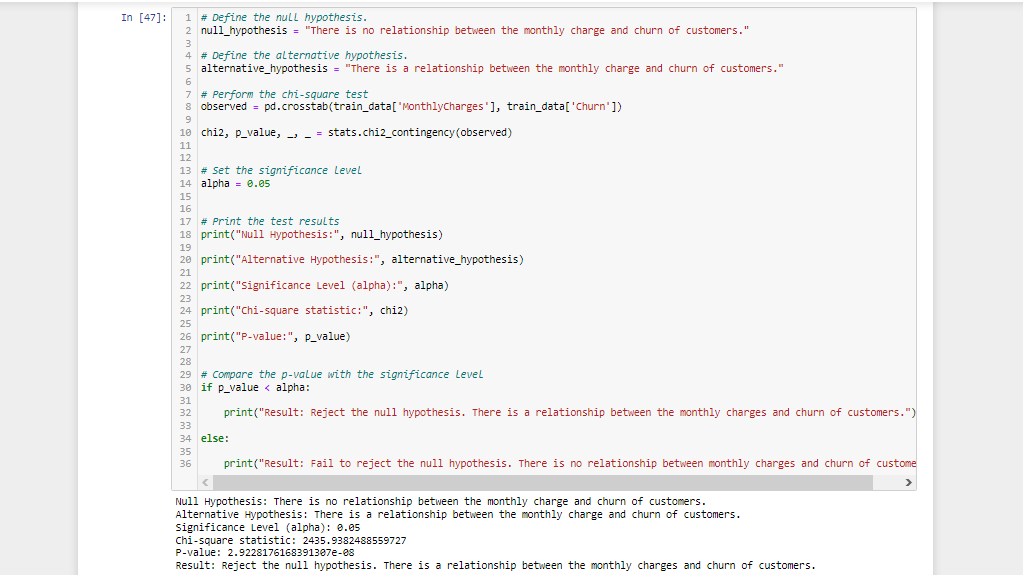 In [47]:
1 # Define the null hypothesis.
2 null_hypothesis = "There is no relationship between the monthly charge and churn of customers."
3
4 # Define the alternative hypothesis.
5 alternative_hypothesis = "There is a relationship between the monthly charge and churn of customers."
6
7 # Perform the chi-square test
8 observed = pd.crosstab(train_data['MonthlyCharges'], train_data['Churn'])
9
10 chi2, p_value, _, _ = stats.chi2_contingency(observed)
11
12
13 # Set the significance level
14 alpha = 0.05
15
16
17 # Print the test results
18 print("Null Hypothesis:", null_hypothesis)
19
20 print("Alternative Hypothesis:", alternative_hypothesis)
21
22 print("Significance Level (alpha):", alpha)
23
24 print("Chi-square statistic:", chi2)
25
26 print("P-value:", p_value)
27
28
29 # Compare the p-value with the significance level
30 if p_value < alpha:
31
32     print("Result: Reject the null hypothesis. There is a relationship between the monthly charges and churn of customers.")
33
34 else:
35
36     print("Result: Fail to reject the null hypothesis. There is no relationship between monthly charges and churn of custome
Null Hypothesis: There is no relationship between the monthly charge and churn of customers.
Alternative Hypothesis: There is a relationship between the monthly charge and churn of customers.
Significance Level (alpha): 0.05
Chi-square statistic: 2435.9382488559727
P-value: 2.9228176168391307e-08
Result: Reject the null hypothesis. There is a relationship between the monthly charges and churn of customers.